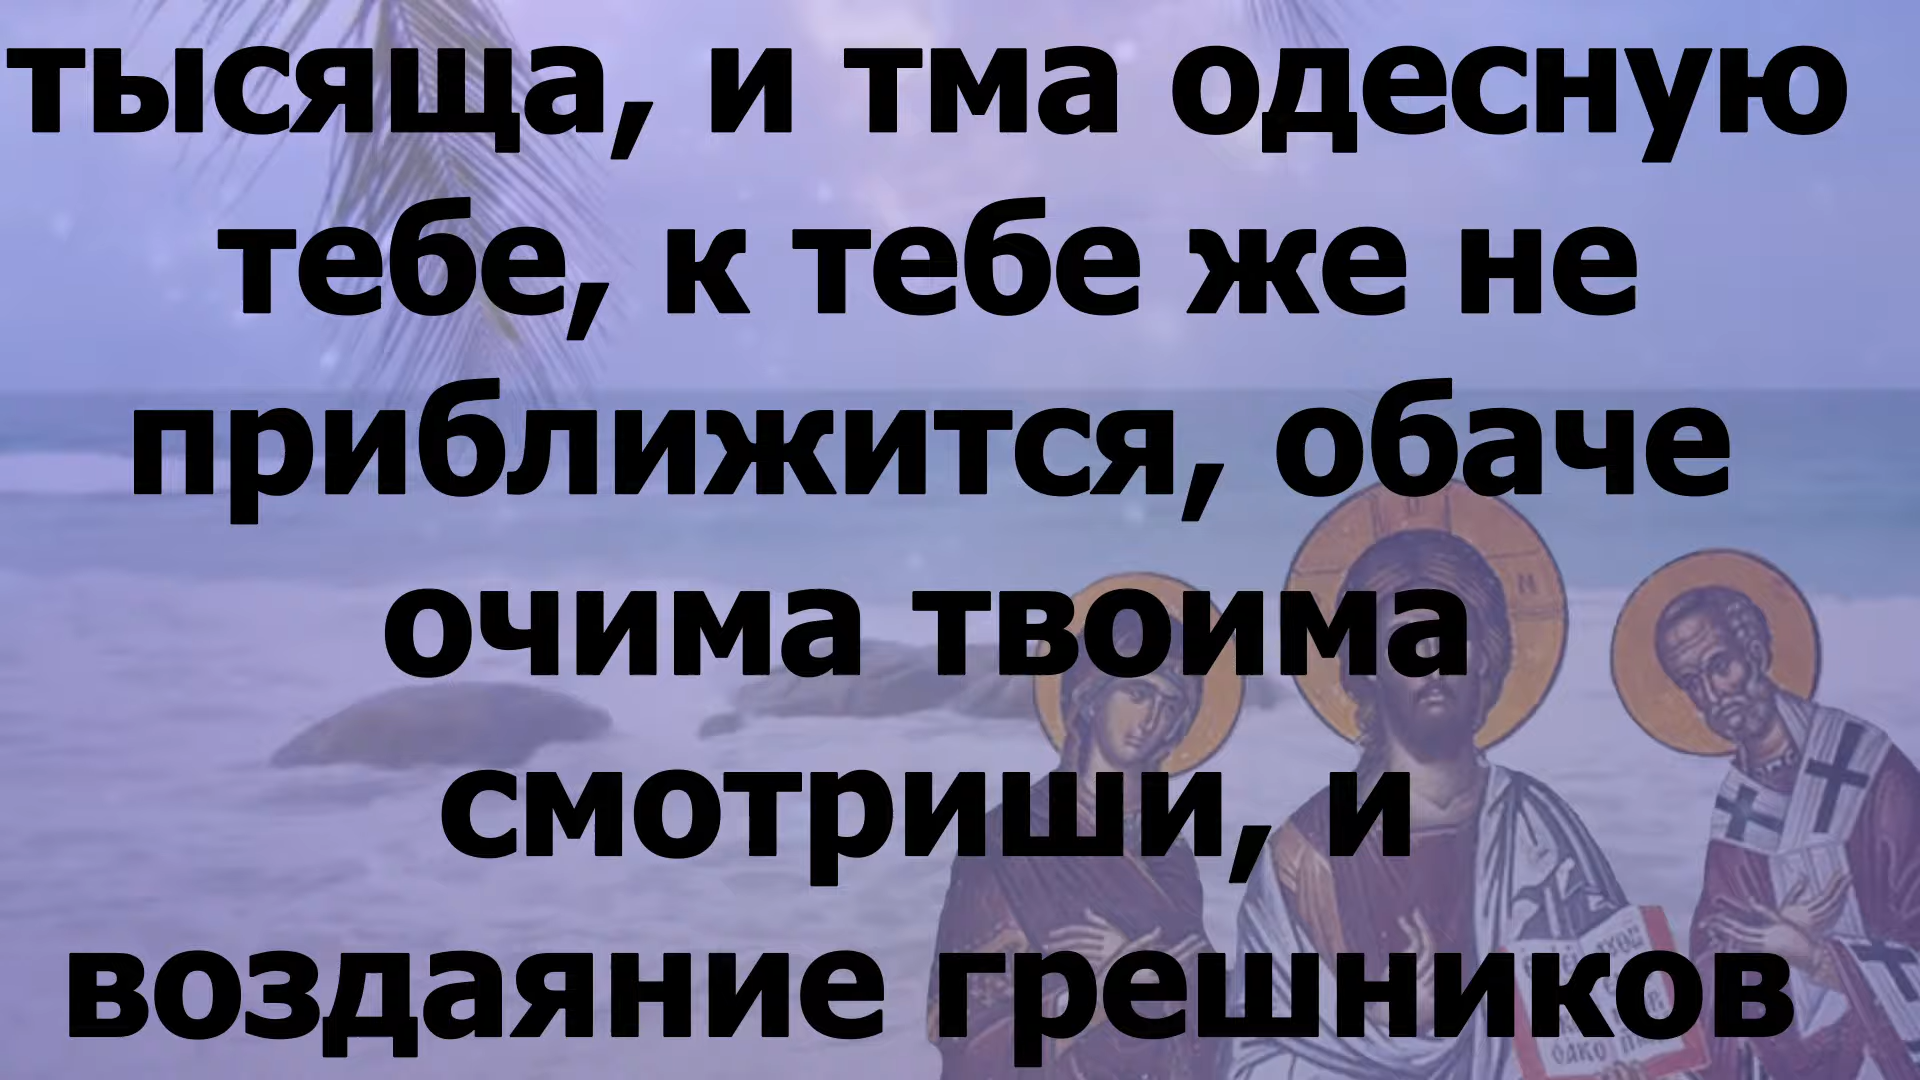 тысяща, и тма одесную
тебе, к тебе же не
приближится, обаче
очима твоима
смотриши, и
воздаяние грешников